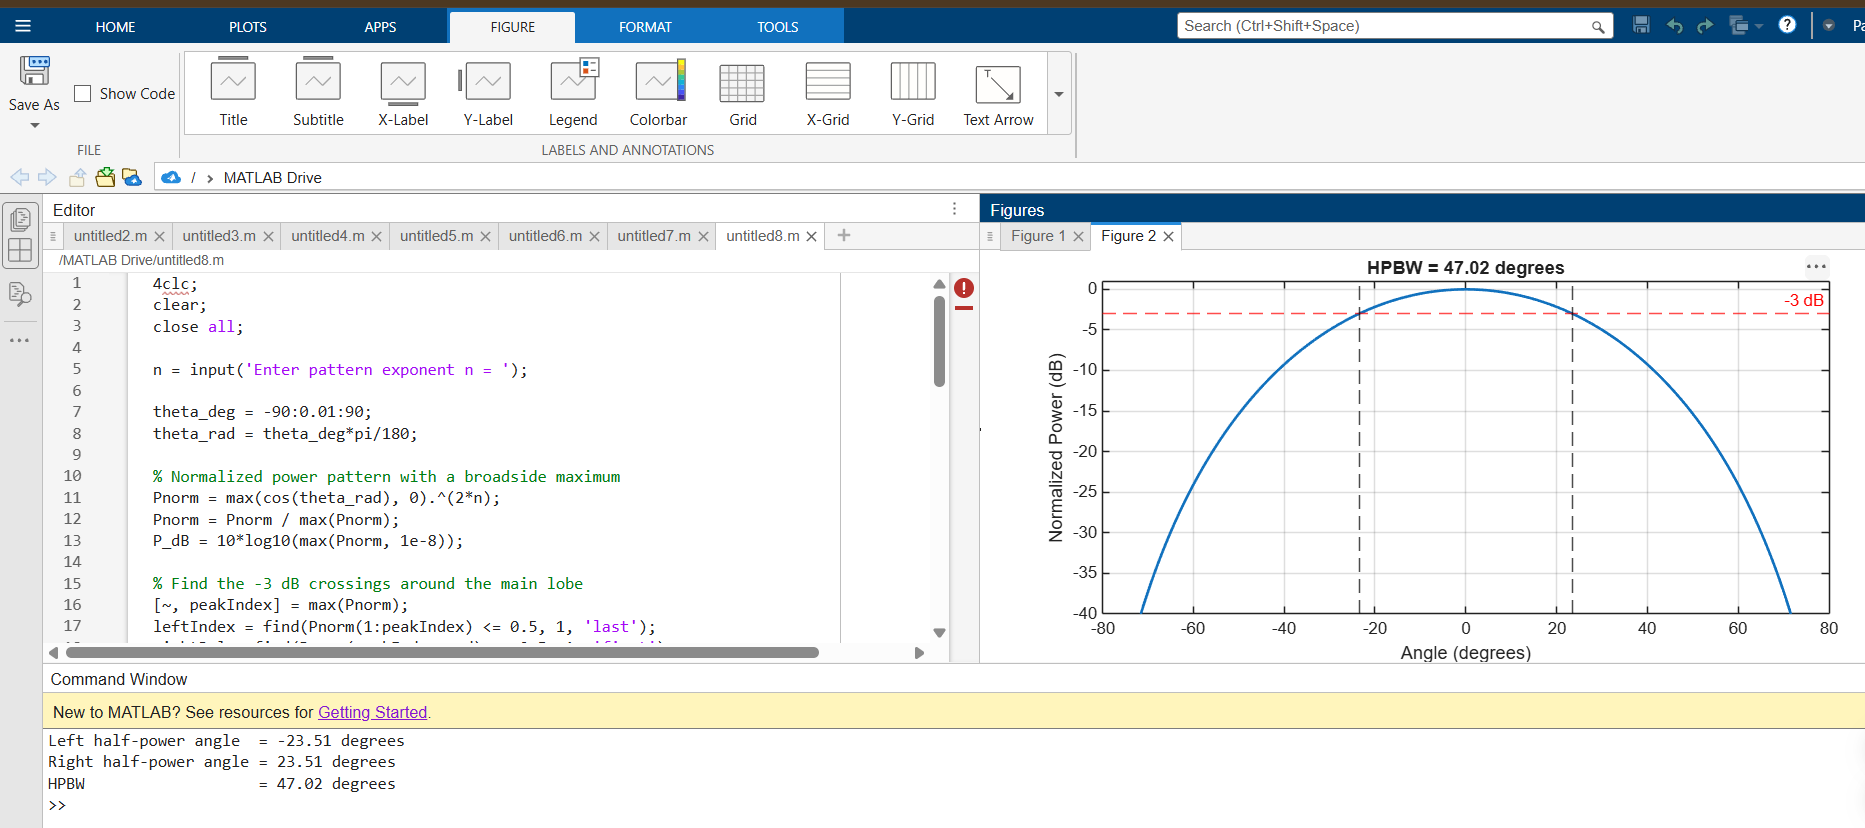 HOME PLOTS APPS FIGURE FORMAT TOOLS Search (Ctrl+Shift+Space)
Save As Show Code Title Subtitle X-Label Y-Label Legend Colorbar Grid X-Grid Y-Grid Text Arrow
FILE LABELS AND ANNOTATIONS
/ > MATLAB Drive
Editor
untitled2.m untitled3.m untitled4.m untitled5.m untitled6.m untitled7.m untitled8.m
/MATLAB Drive/untitled8.m
1 4clc;
2 clear;
3 close all;
4
5 n = input('Enter pattern exponent n = ');
6
7 theta_deg = -90:0.01:90;
8 theta_rad = theta_deg*pi/180;
9
10 % Normalized power pattern with a broadside maximum
11 Pnorm = max(cos(theta_rad), 0).^(2*n);
12 Pnorm = Pnorm / max(Pnorm);
13 P_dB = 10*log10(max(Pnorm, 1e-8));
14
15 % Find the -3 dB crossings around the main lobe
16 [~, peakIndex] = max(Pnorm);
17 leftIndex = find(Pnorm(1:peakIndex) <= 0.5, 1, 'last');
Figures
Figure 1 Figure 2
HPBW = 47.02 degrees
-3 dB
Normalized Power (dB)
0
-5
-10
-15
-20
-25
-30
-35
-40
-80 -60 -40 -20 0 20 40 60 80
Angle (degrees)
Command Window
New to MATLAB? See resources for Getting Started.
Left half-power angle = -23.51 degrees
Right half-power angle = 23.51 degrees
HPBW = 47.02 degrees
>>